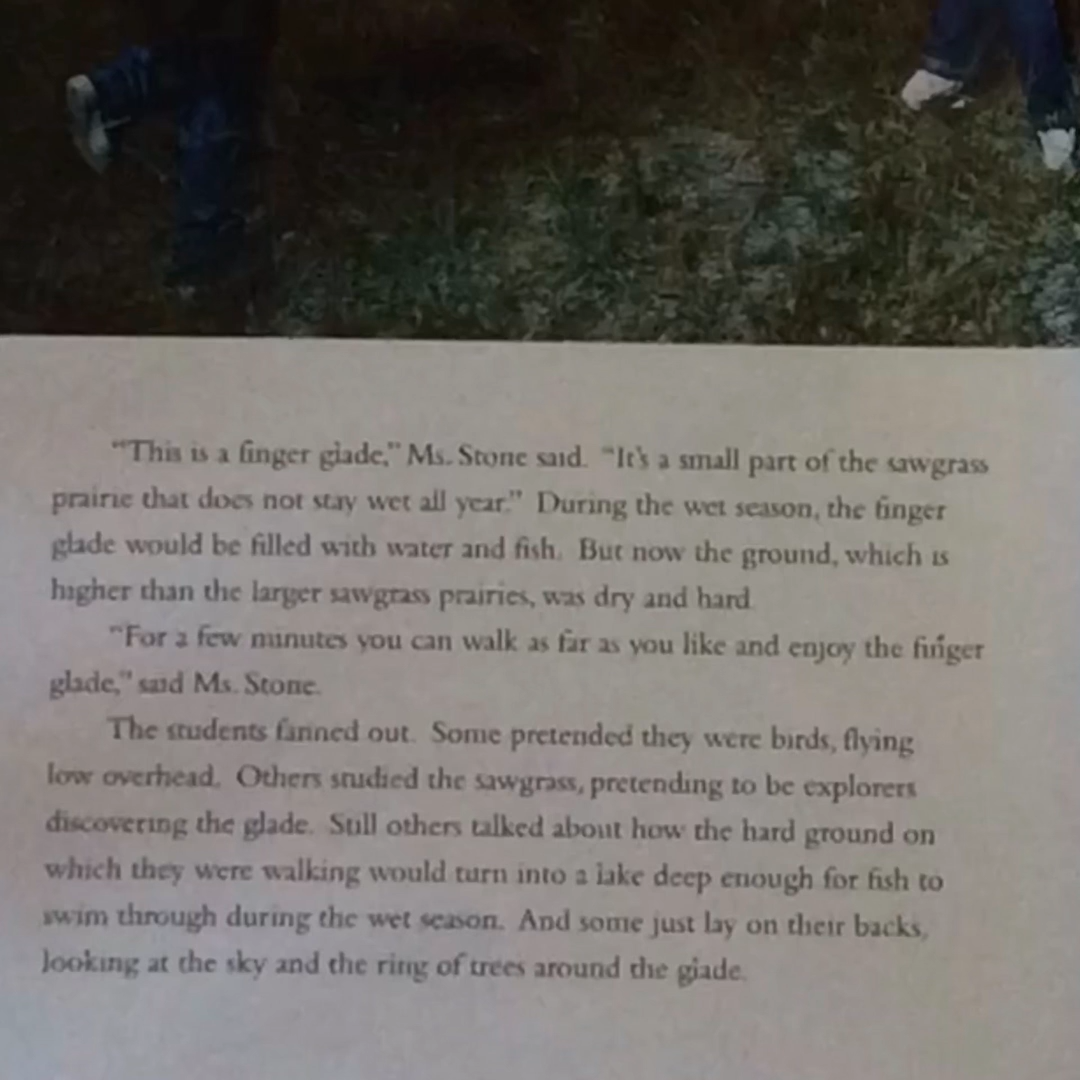 “This is a finger glade,” Ms. Stone said. “It’s a small part of the sawgrass
prairie that does not stay wet all year.” During the wet season, the finger
glade would be filled with water and fish. But now the ground, which is
higher than the larger sawgrass prairies, was dry and hard.
“For a few minutes you can walk as far as you like and enjoy the finger
glade,” said Ms. Stone.
The students fanned out. Some pretended they were birds, flying
low overhead. Others studied the sawgrass, pretending to be explorers
discovering the glade. Still others talked about how the hard ground on
which they were walking would turn into a lake deep enough for fish to
swim through during the wet season. And some just lay on their backs,
looking at the sky and the ring of trees around the glade.